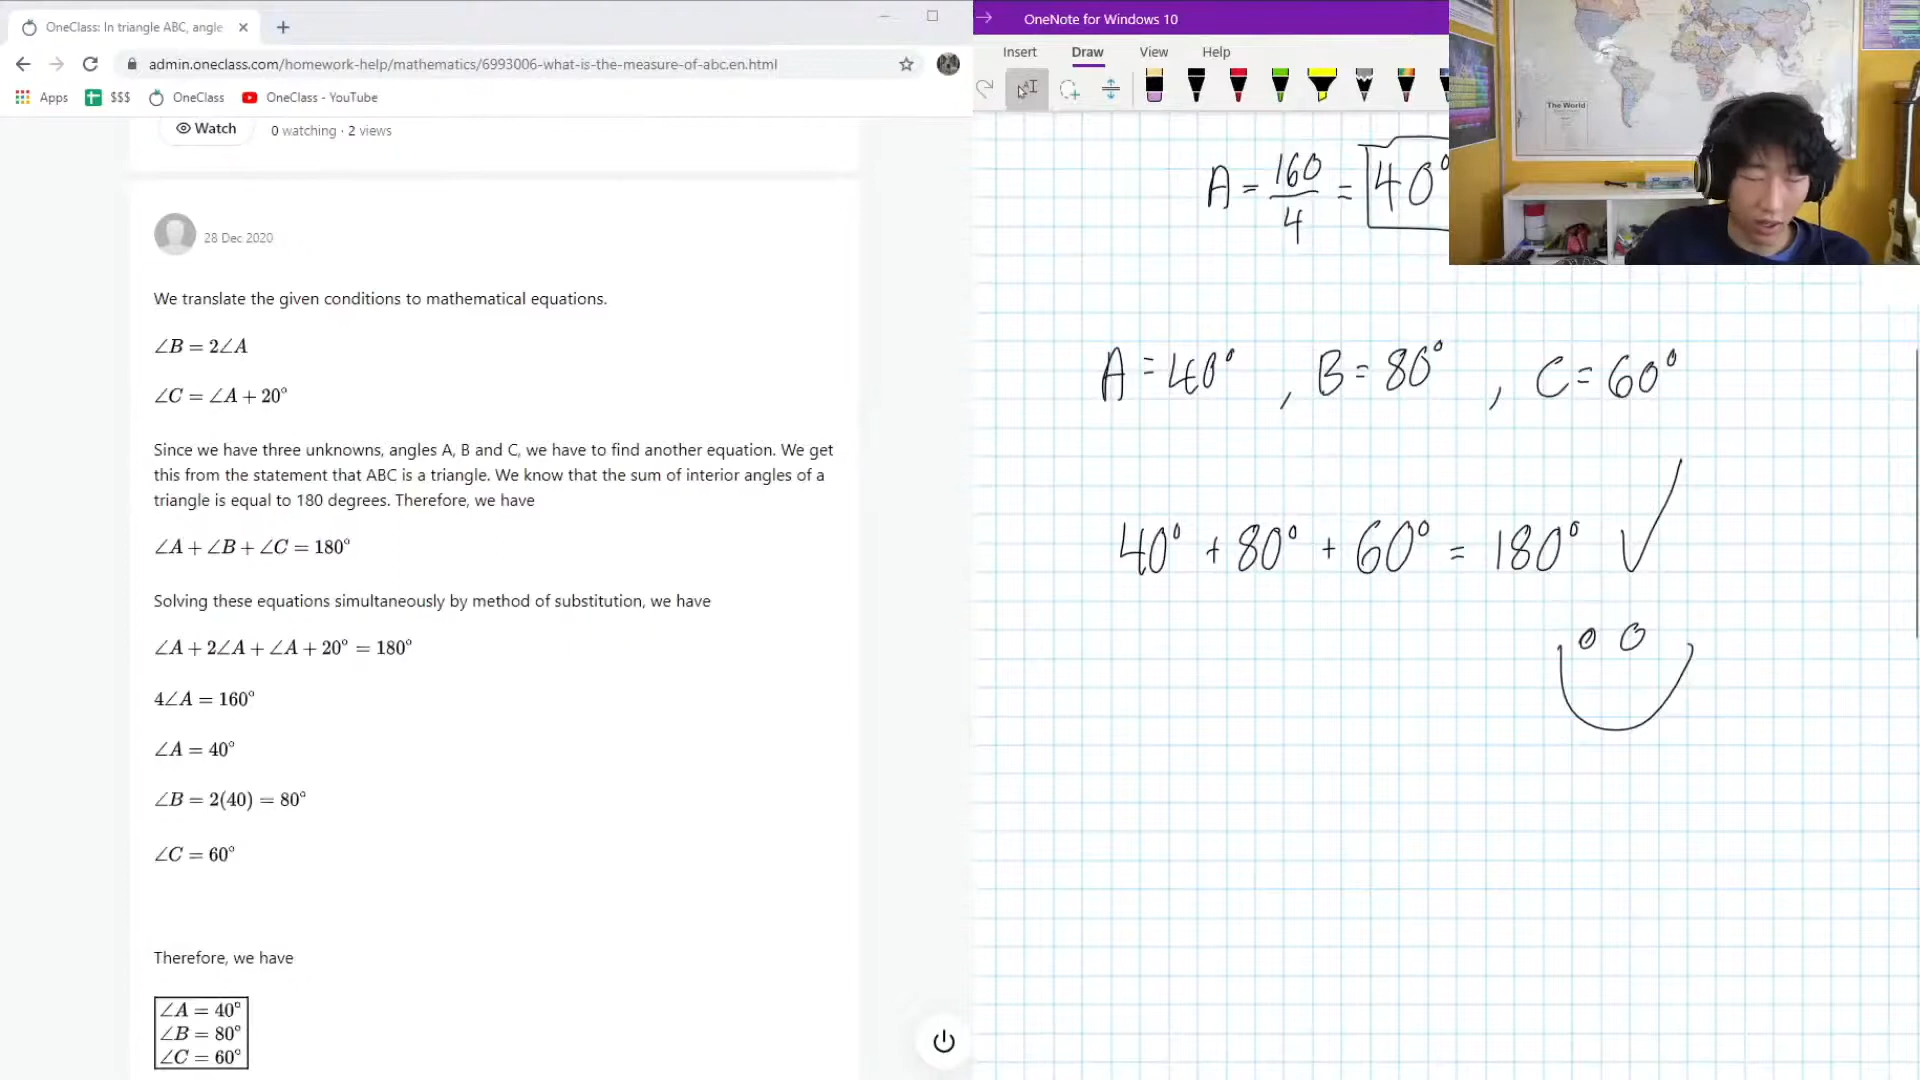 OneClass: In triangle ABC, angle
admin.oneclass.com/homework-help/mathematics/6993006-what-is-the-measure-of-abc.en.html
Apps $$$ OneClass OneClass - YouTube
Watch 0 watching · 2 views
28 Dec 2020
We translate the given conditions to mathematical equations.
∠B = 2∠A
∠C = ∠A + 20°
Since we have three unknowns, angles A, B and C, we have to find another equation. We get
this from the statement that ABC is a triangle. We know that the sum of interior angles of a
triangle is equal to 180 degrees. Therefore, we have
∠A + ∠B + ∠C = 180°
Solving these equations simultaneously by method of substitution, we have
∠A + 2∠A + ∠A + 20° = 180°
4∠A = 160°
∠A = 40°
∠B = 2(40) = 80°
∠C = 60°
Therefore, we have
∠A = 40°
∠B = 80°
∠C = 60°
OneNote for Windows 10
Insert Draw View Help
A = 160/4 = 40°
A = 40° , B = 80° , C = 60°
40° + 80° + 60° = 180° ✓
The World